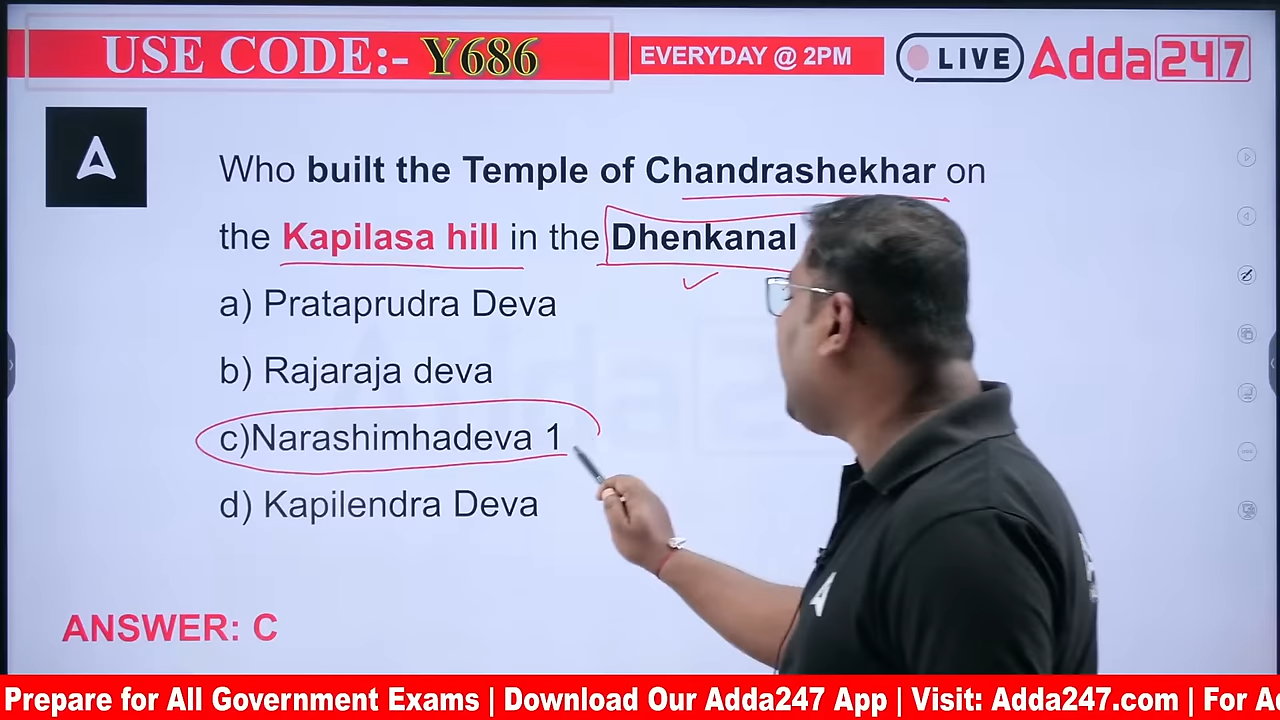 USE CODE:- Y686
EVERYDAY @ 2PM
LIVE
Adda247
Who built the Temple of Chandrashekhar on
the Kapilasa hill in the Dhenkanal
a) Prataprudra Deva
b) Rajaraja deva
c)Narashimhadeva 1
d) Kapilendra Deva
ANSWER: C
Prepare for All Government Exams | Download Our Adda247 App | Visit: Adda247.com | For